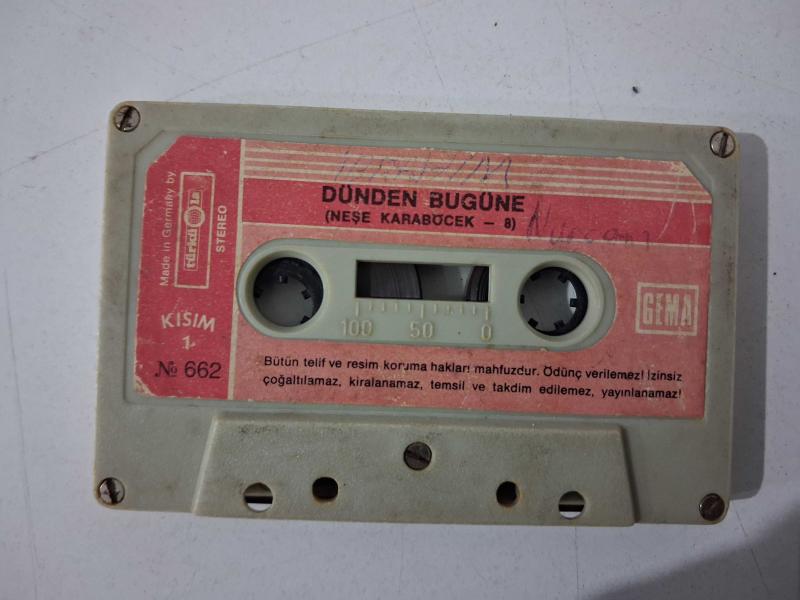 DÜNDEN BUGÜNE
(NEŞE KARABÖCEK – 8)
Made in Germany by
türküola
STEREO
KISIM
1
№ 662
GEMA
100 50 0
Bütün telif ve resim koruma hakları mahfuzdur. Ödünç verilemez! İzinsiz
çoğaltılamaz, kiralanamaz, temsil ve takdim edilemez, yayınlanamaz!